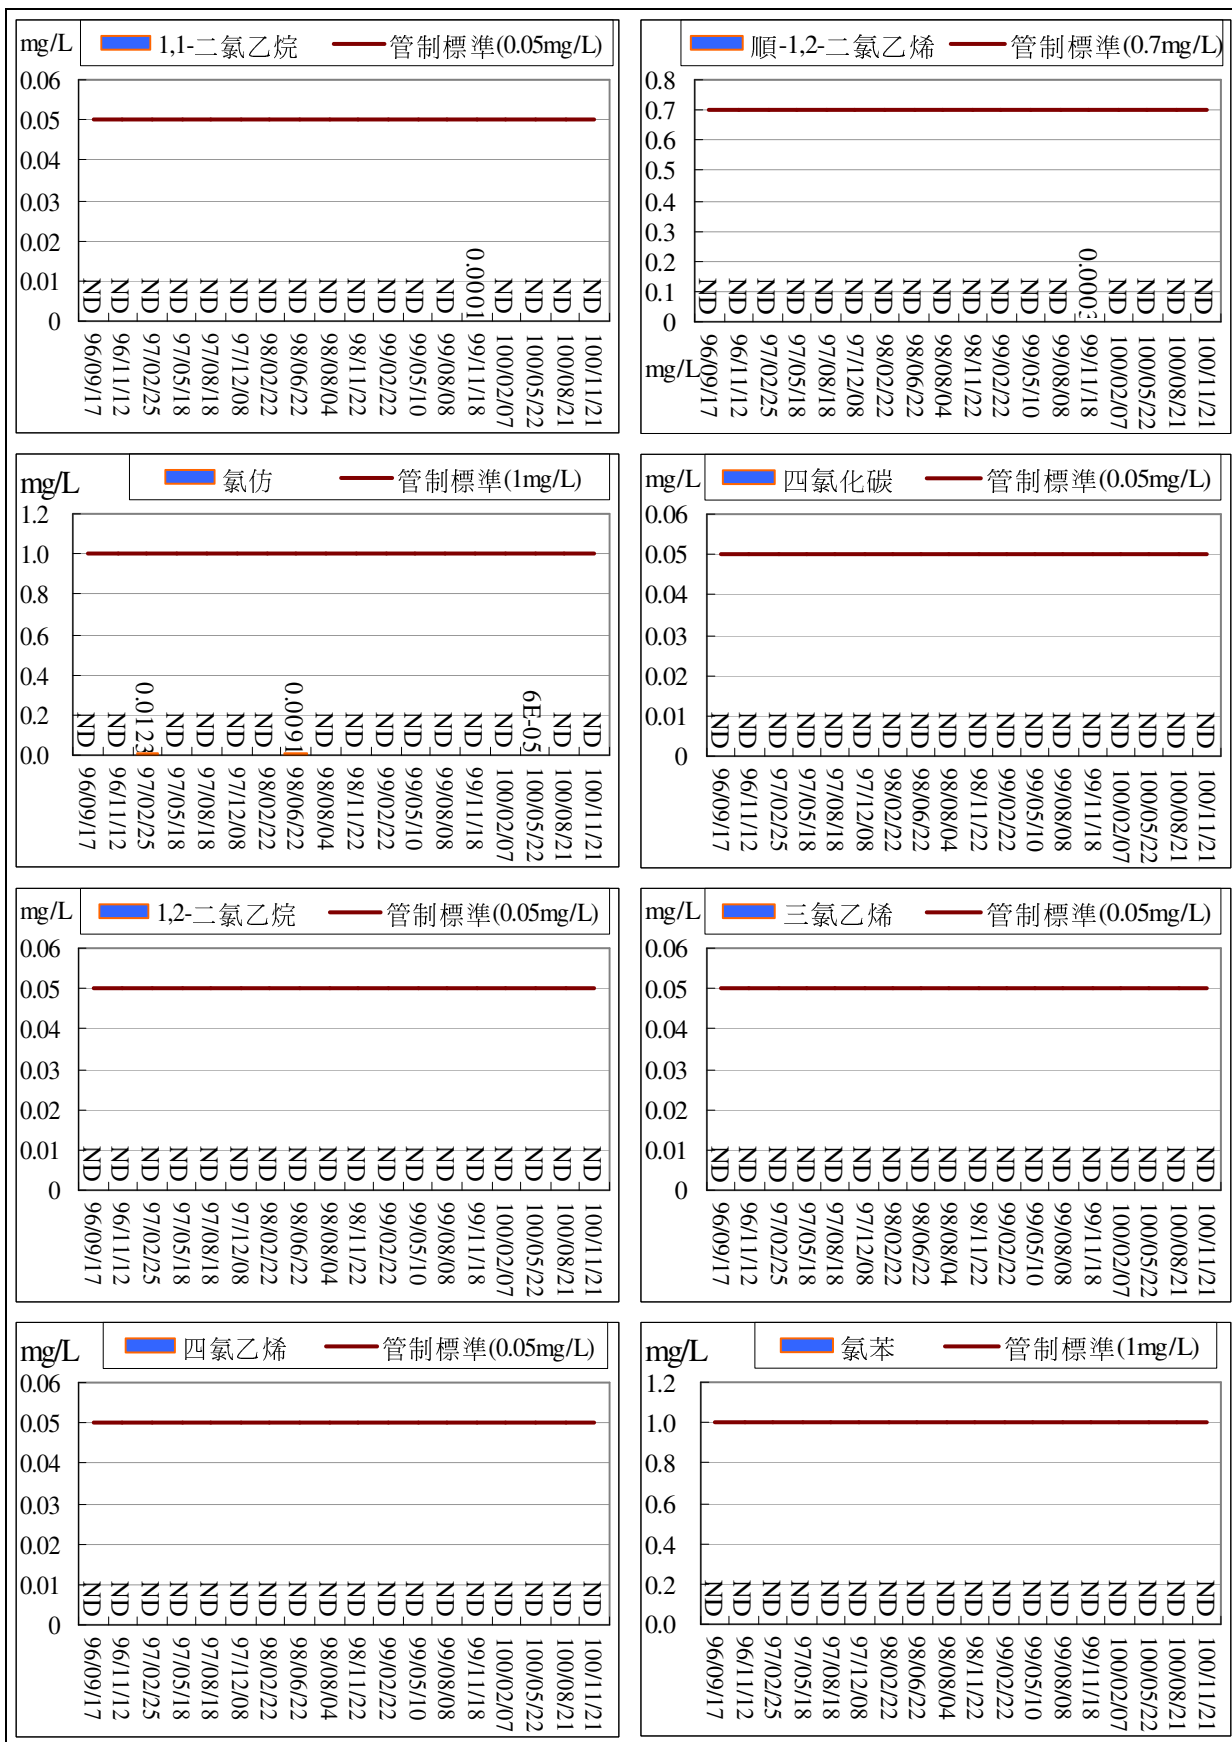 mg/L 1,1-二氯乙烷 管制標準(0.05mg/L)
0.06
0.05
0.04
0.03
0.02
0.01
0
ND ND ND ND ND ND ND ND ND ND ND ND ND 0.0001 ND ND ND ND
96/09/17 96/11/12 97/02/25 97/05/18 97/08/18 97/12/08 98/02/22 98/06/22 98/08/04 98/11/22 99/02/22 99/05/10 99/08/08 99/11/18 100/02/07 100/05/22 100/08/21 100/11/21
順-1,2-二氯乙烯 管制標準(0.7mg/L)
0.8
0.7
0.6
0.5
0.4
0.3
0.2
0.1
0
ND ND ND ND ND ND ND ND ND ND ND ND ND 0.0003 ND ND ND ND
mg/L
96/09/17 96/11/12 97/02/25 97/05/18 97/08/18 97/12/08 98/02/22 98/06/22 98/08/04 98/11/22 99/02/22 99/05/10 99/08/08 99/11/18 100/02/07 100/05/22 100/08/21 100/11/21
mg/L 氯仿 管制標準(1mg/L)
1.2
1.0
0.8
0.6
0.4
0.2
0.0
ND ND 0.0123 ND ND ND ND 0.0091 ND ND ND ND ND ND ND 6E-05 ND ND
96/09/17 96/11/12 97/02/25 97/05/18 97/08/18 97/12/08 98/02/22 98/06/22 98/08/04 98/11/22 99/02/22 99/05/10 99/08/08 99/11/18 100/02/07 100/05/22 100/08/21 100/11/21
mg/L 四氯化碳 管制標準(0.05mg/L)
0.06
0.05
0.04
0.03
0.02
0.01
0
ND ND ND ND ND ND ND ND ND ND ND ND ND ND ND ND ND ND
96/09/17 96/11/12 97/02/25 97/05/18 97/08/18 97/12/08 98/02/22 98/06/22 98/08/04 98/11/22 99/02/22 99/05/10 99/08/08 99/11/18 100/02/07 100/05/22 100/08/21 100/11/21
mg/L 1,2-二氯乙烷 管制標準(0.05mg/L)
0.06
0.05
0.04
0.03
0.02
0.01
0
ND ND ND ND ND ND ND ND ND ND ND ND ND ND ND ND ND ND
96/09/17 96/11/12 97/02/25 97/05/18 97/08/18 97/12/08 98/02/22 98/06/22 98/08/04 98/11/22 99/02/22 99/05/10 99/08/08 99/11/18 100/02/07 100/05/22 100/08/21 100/11/21
mg/L 三氯乙烯 管制標準(0.05mg/L)
0.06
0.05
0.04
0.03
0.02
0.01
0
ND ND ND ND ND ND ND ND ND ND ND ND ND ND ND ND ND ND
96/09/17 96/11/12 97/02/25 97/05/18 97/08/18 97/12/08 98/02/22 98/06/22 98/08/04 98/11/22 99/02/22 99/05/10 99/08/08 99/11/18 100/02/07 100/05/22 100/08/21 100/11/21
mg/L 四氯乙烯 管制標準(0.05mg/L)
0.06
0.05
0.04
0.03
0.02
0.01
0
ND ND ND ND ND ND ND ND ND ND ND ND ND ND ND ND ND ND
96/09/17 96/11/12 97/02/25 97/05/18 97/08/18 97/12/08 98/02/22 98/06/22 98/08/04 98/11/22 99/02/22 99/05/10 99/08/08 99/11/18 100/02/07 100/05/22 100/08/21 100/11/21
mg/L 氯苯 管制標準(1mg/L)
1.2
1.0
0.8
0.6
0.4
0.2
0.0
ND ND ND ND ND ND ND ND ND ND ND ND ND ND ND ND ND ND
96/09/17 96/11/12 97/02/25 97/05/18 97/08/18 97/12/08 98/02/22 98/06/22 98/08/04 98/11/22 99/02/22 99/05/10 99/08/08 99/11/18 100/02/07 100/05/22 100/08/21 100/11/21